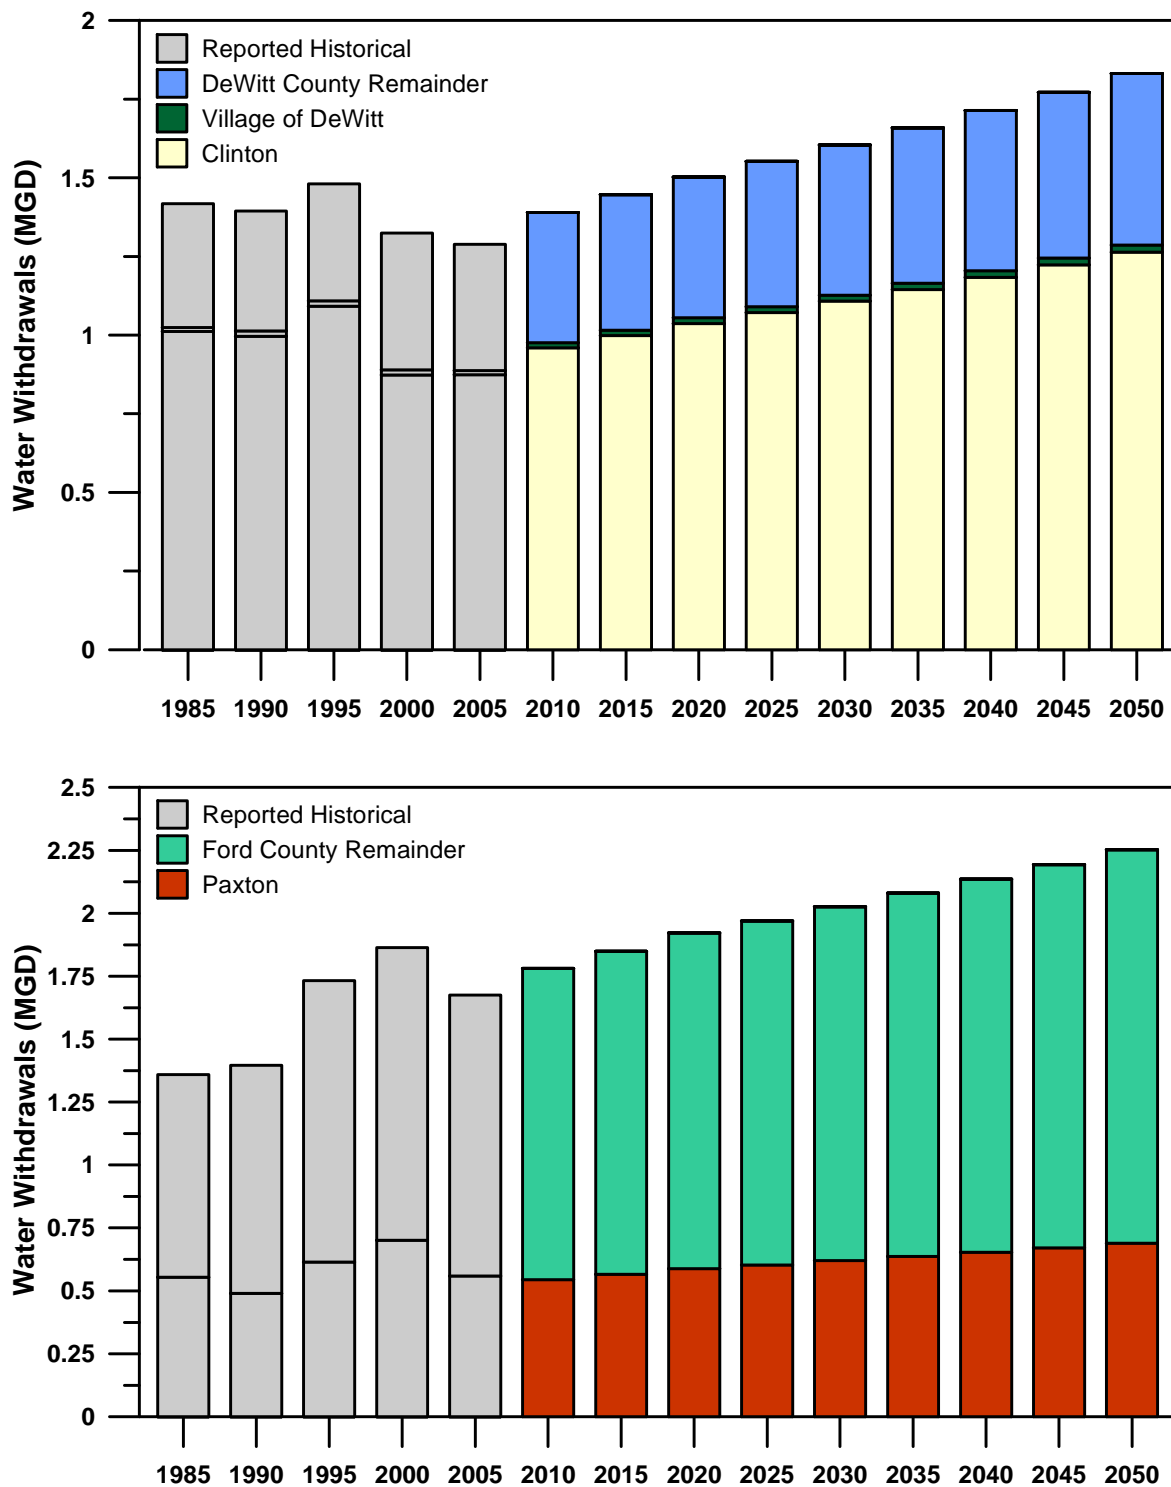 2
Reported Historical
DeWitt County Remainder
Village of DeWitt
Clinton
1.5
1
0.5
0
Water Withdrawals (MGD)
1985 1990 1995 2000 2005 2010 2015 2020 2025 2030 2035 2040 2045 2050
2.5
Reported Historical
Ford County Remainder
Paxton
2.25
2
1.75
1.5
1.25
1
0.75
0.5
0.25
0
Water Withdrawals (MGD)
1985 1990 1995 2000 2005 2010 2015 2020 2025 2030 2035 2040 2045 2050